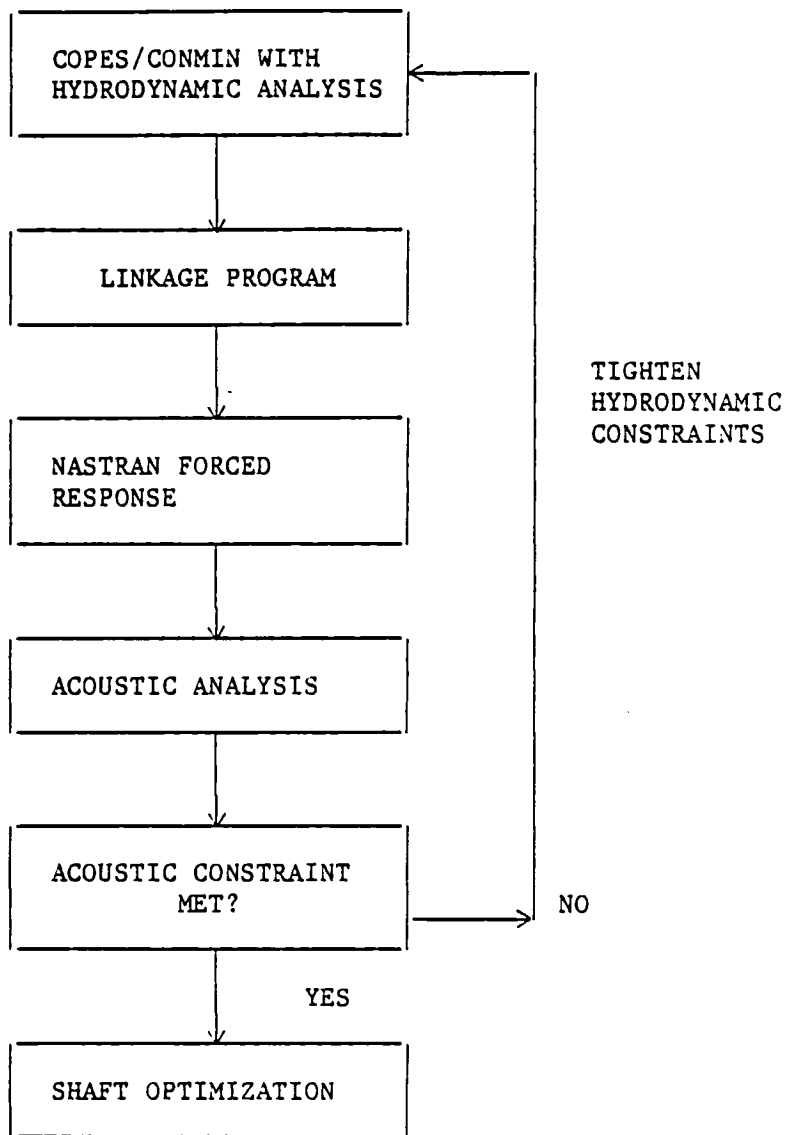 COPES/CONMIN WITH
HYDRODYNAMIC ANALYSIS
LINKAGE PROGRAM
TIGHTEN
HYDRODYNAMIC
CONSTRAINTS
NASTRAN FORCED
RESPONSE
ACOUSTIC ANALYSIS
ACOUSTIC CONSTRAINT
MET?
NO
YES
SHAFT OPTIMIZATION